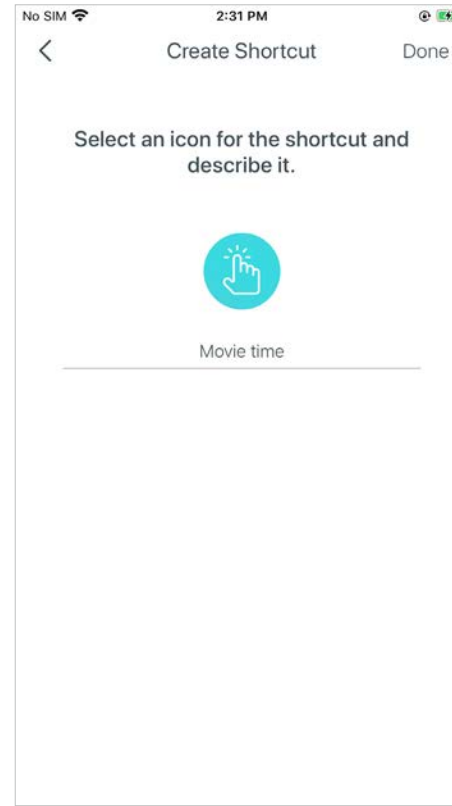 No SIM 2:31 PM
Create Shortcut Done
Select an icon for the shortcut and
describe it.
Movie time